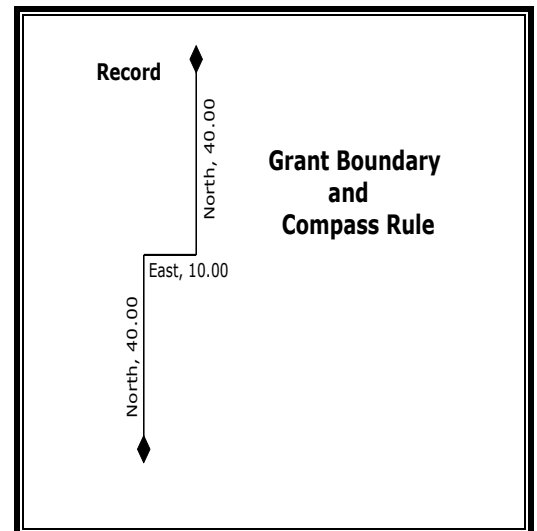 Record
North, 40.00
Grant Boundary
and
Compass Rule
East, 10.00
North, 40.00